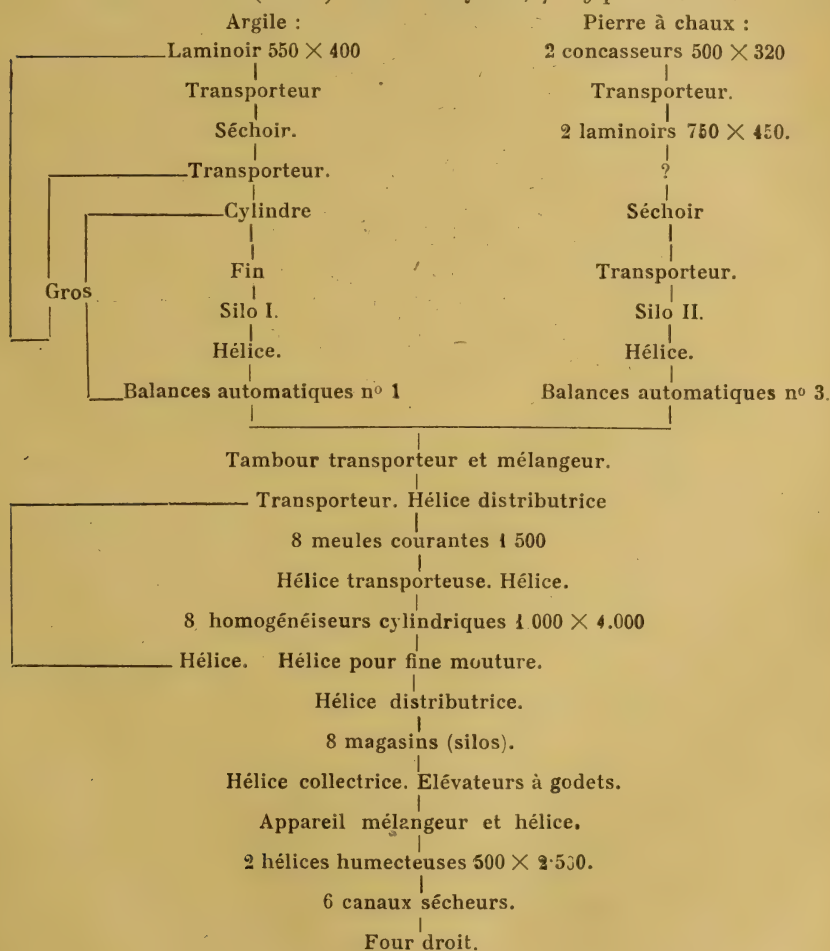 Argile :
Pierre à chaux :
Laminoir 550 × 400
2 concasseurs 500 × 320
Transporteur
Transporteur.
Séchoir.
2 laminoirs 750 × 450.
Transporteur.
?
Cylindre
Séchoir
Fin
Transporteur.
Gros
Silo I.
Silo II.
Hélice.
Hélice.
Balances automatiques nº 1
Balances automatiques nº 3.
Tambour transporteur et mélangeur.
Transporteur. Hélice distributrice
8 meules courantes 1 500
Hélice transporteuse. Hélice.
8 homogénéiseurs cylindriques 1.000 × 4.000
Hélice. Hélice pour fine mouture.
Hélice distributrice.
8 magasins (silos).
Hélice collectrice. Elévateurs à godets.
Appareil mélangeur et hélice.
2 hélices humecteuses 500 ×
6 canaux sécheurs.
Four droit.